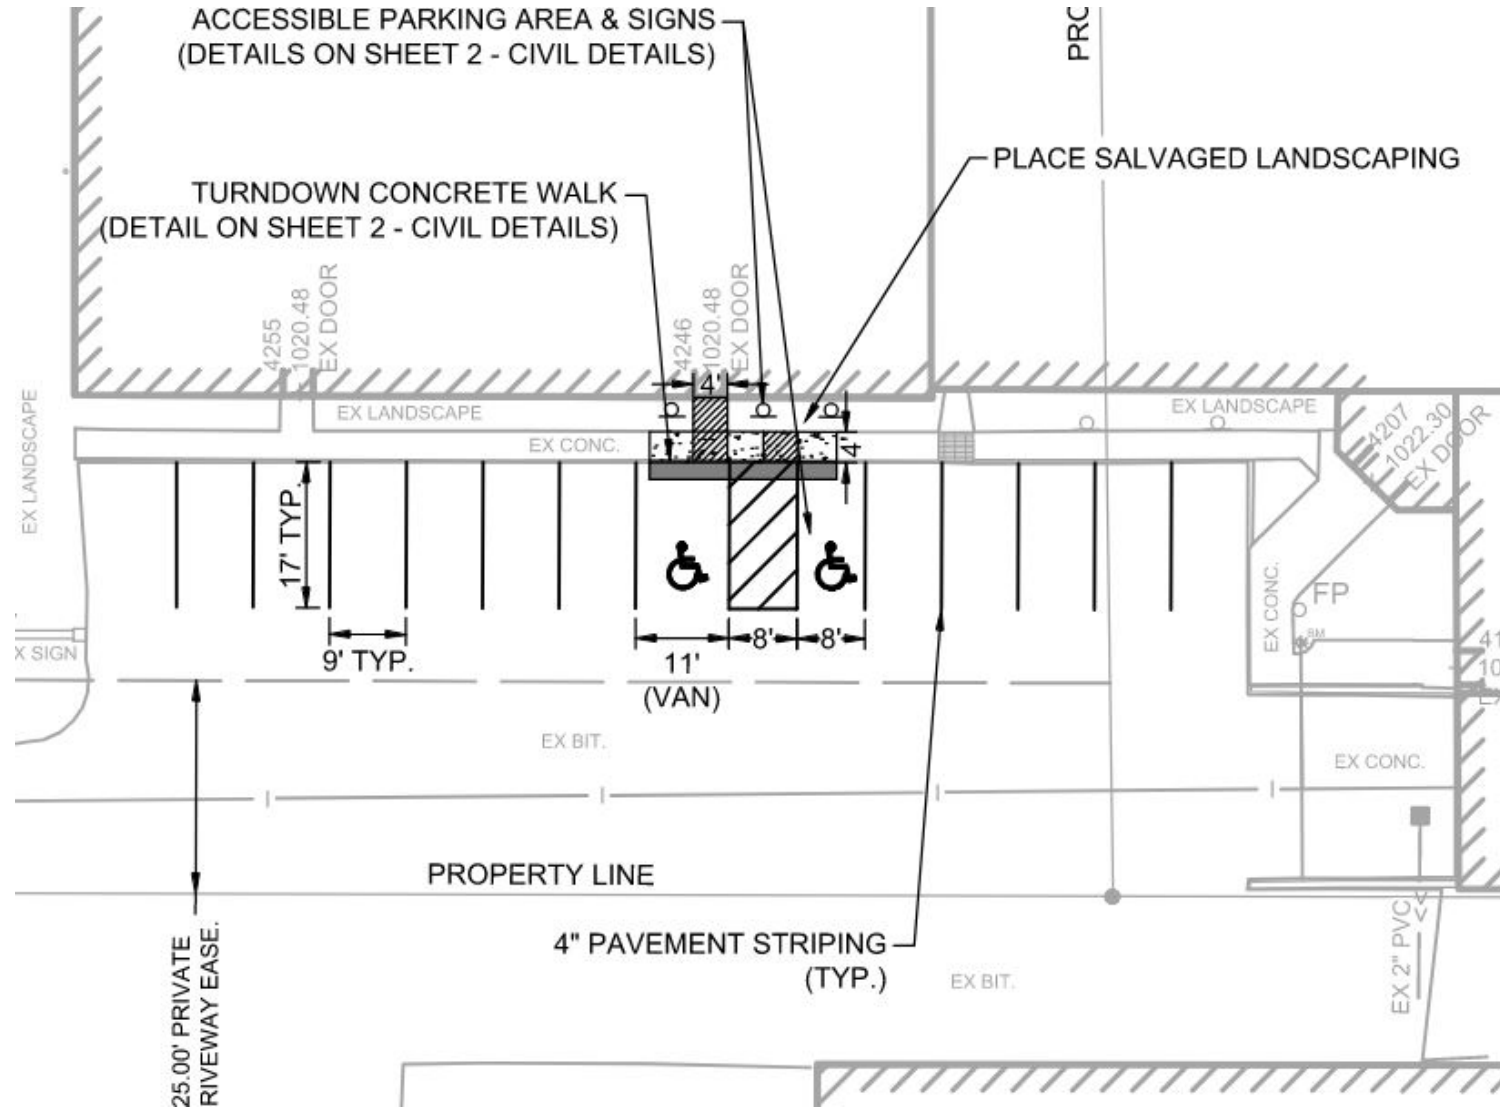 ACCESSIBLE PARKING AREA & SIGNS
(DETAILS ON SHEET 2 - CIVIL DETAILS)
PRO
PLACE SALVAGED LANDSCAPING
TURNDOWN CONCRETE WALK
(DETAIL ON SHEET 2 - CIVIL DETAILS)
4255
1020.48
EX DOOR
4246
1020.48
EX DOOR
4'
EX LANDSCAPE
EX LANDSCAPE
EX LANDSCAPE
EX CONC.
4'
4207
1022.30
EX DOOR
17' TYP.
9' TYP.
11'
(VAN)
8'
8'
EX CONC.
FP
BM
X SIGN
41
10
EX
EX BIT.
EX CONC.
PROPERTY LINE
25.00' PRIVATE
RIVEWAY EASE.
4" PAVEMENT STRIPING
(TYP.)
EX BIT.
EX 2" PVC